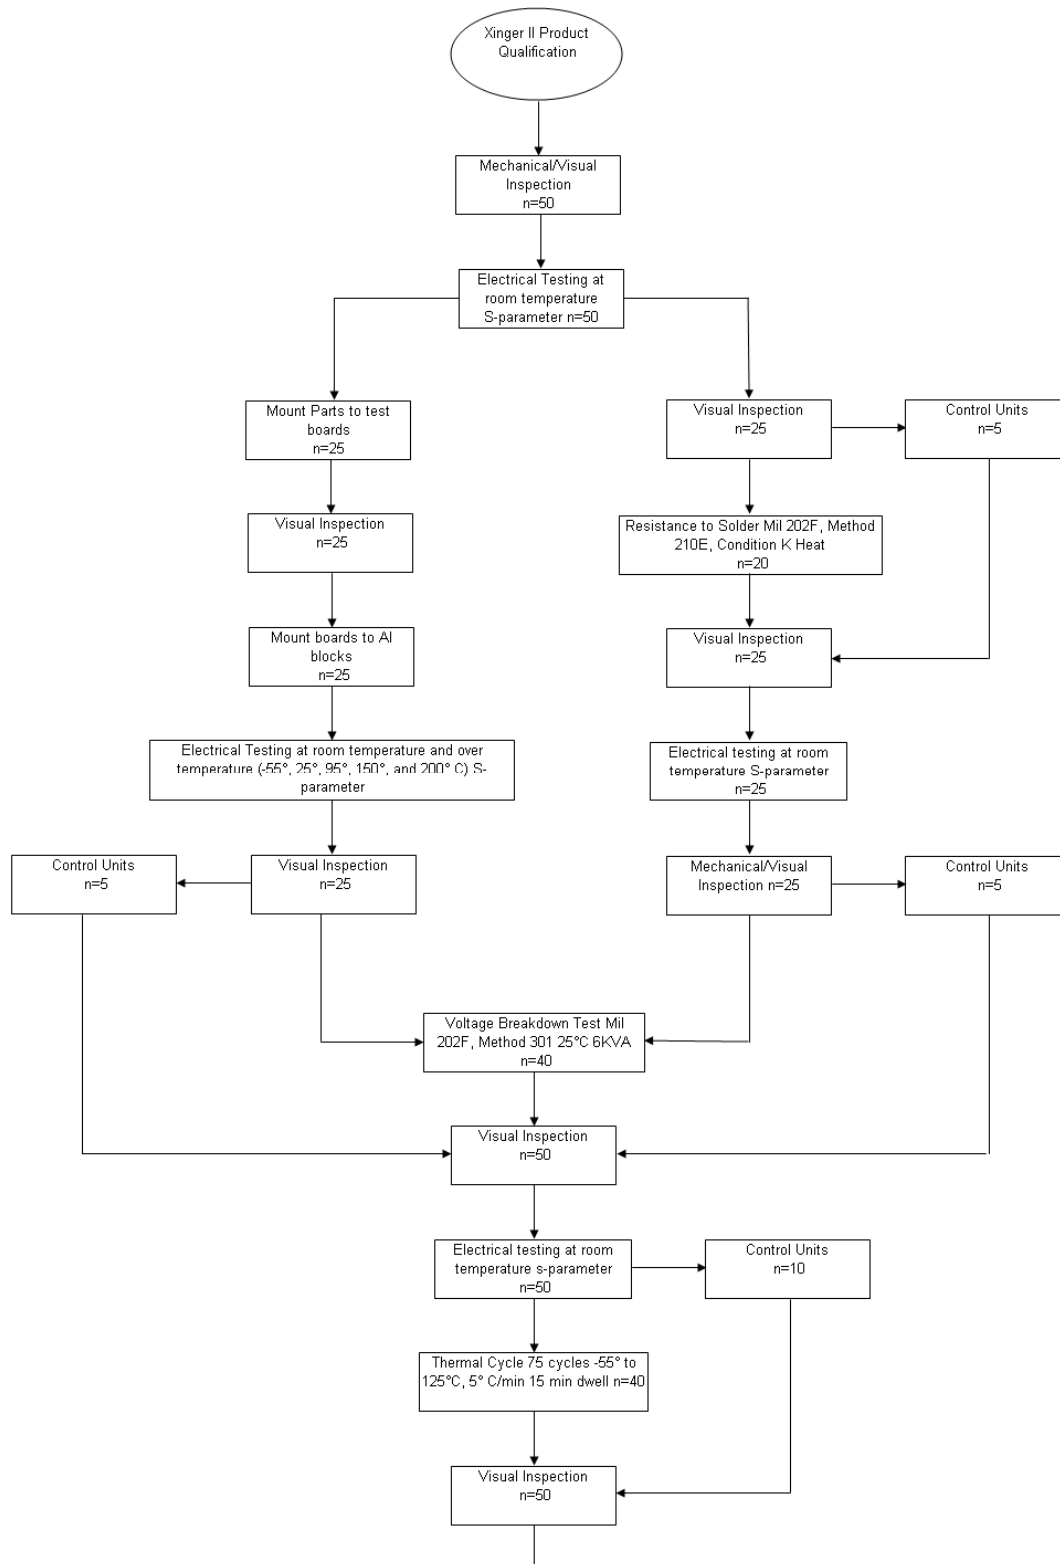 Xinger II Product
Qualification
Mechanical/Visual
Inspection
n=50
Electrical Testing at
room temperature
S-parameter n=50
Mount Parts to test
boards
n=25
Visual Inspection
n=25
Control Units
n=5
Visual Inspection
n=25
Resistance to Solder Mil 202F, Method
210E, Condition K Heat
n=20
Mount boards to Al
blocks
n=25
Visual Inspection
n=25
Electrical Testing at room temperature and over
temperature (-55°, 25°, 95°, 150°, and 200° C) S-
parameter
Electrical testing at room
temperature S-parameter
n=25
Control Units
n=5
Visual Inspection
n=25
Mechanical/Visual
Inspection n=25
Control Units
n=5
Voltage Breakdown Test Mil
202F, Method 301 25°C 6KVA
n=40
Visual Inspection
n=50
Electrical testing at room
temperature s-parameter
n=50
Control Units
n=10
Thermal Cycle 75 cycles -55° to
125°C, 5° C/min 15 min dwell n=40
Visual Inspection
n=50